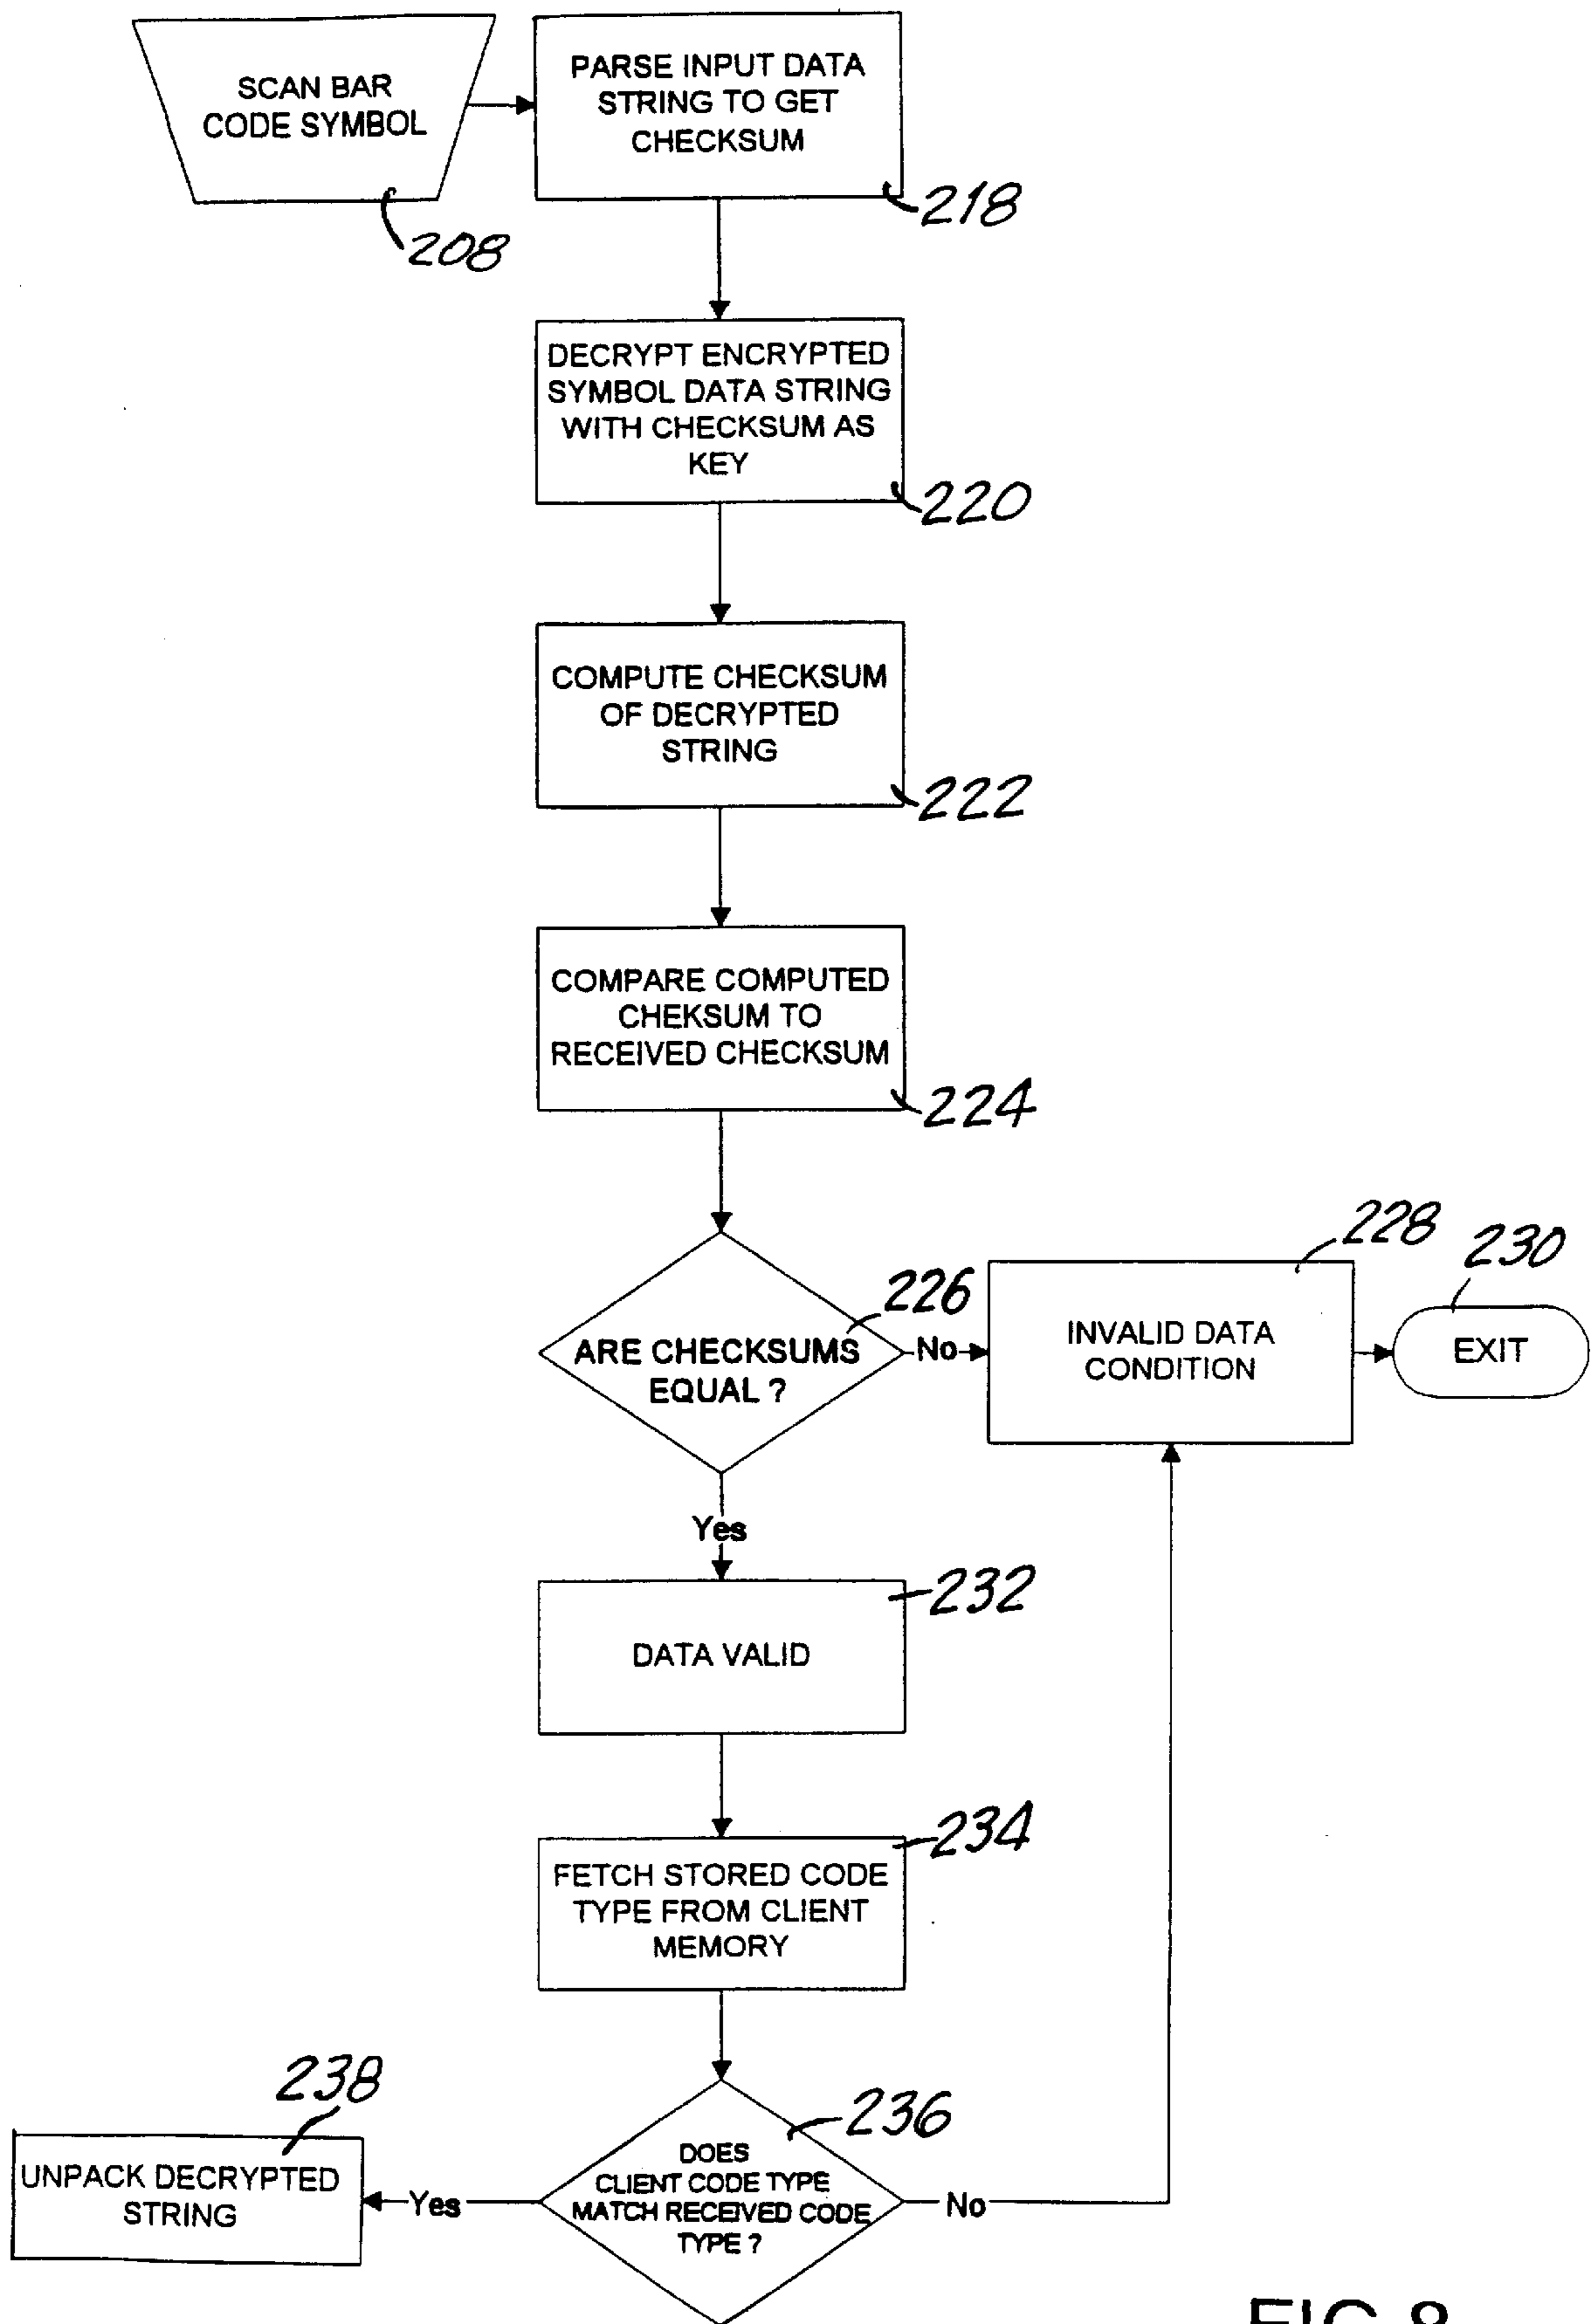 SCAN BAR
CODE SYMBOL
208
PARSE INPUT DATA
STRING TO GET
CHECKSUM
218
DECRYPT ENCRYPTED
SYMBOL DATA STRING
WITH CHECKSUM AS
KEY
220
COMPUTE CHECKSUM
OF DECRYPTED
STRING
222
COMPARE COMPUTED
CHEKSUM TO
RECEIVED CHECKSUM
224
ARE CHECKSUMS
EQUAL ?
226
No
INVALID DATA
CONDITION
228
EXIT
230
Yes
DATA VALID
232
FETCH STORED CODE
TYPE FROM CLIENT
MEMORY
234
DOES
CLIENT CODE TYPE
MATCH RECEIVED CODE
TYPE ?
236
No
Yes
UNPACK DECRYPTED
STRING
238
FIG.8